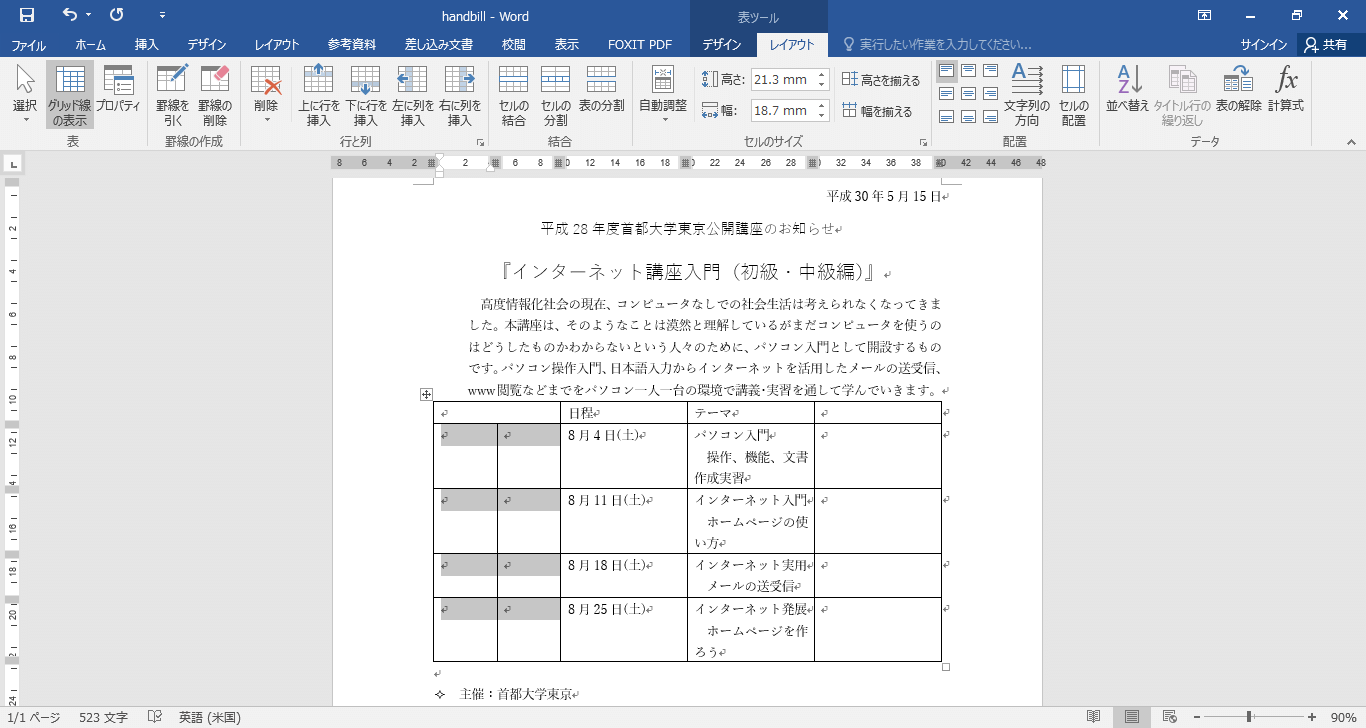 handbill - Word
表ツール
ファイル ホーム 挿入 デザイン レイアウト 参考資料 差し込み文書 校閲 表示 FOXIT PDF デザイン レイアウト 実行したい作業を入力してください... サインイン 共有
選択 グリッド線の表示 プロパティ 罫線を引く 罫線の削除 削除 上に行を挿入 下に行を挿入 左に列を挿入 右に列を挿入 セルの結合 セルの分割 表の分割 自動調整 高さ: 21.3 mm 高さを揃える 幅: 18.7 mm 幅を揃える 文字列の方向 セルの配置 並べ替え タイトル行の繰り返し 表の解除 計算式
表 罫線の作成 行と列 結合 セルのサイズ 配置 データ
8 6 4 2 2 6 8 12 14 16 18 22 24 26 28 32 34 36 38 42 44 46 48
平成 30 年 5 月 15 日
平成 28 年度首都大学東京公開講座のお知らせ
『インターネット講座入門（初級・中級編）』
高度情報化社会の現在、コンピュータなしでの社会生活は考えられなくなってきま
した。本講座は、そのようなことは漠然と理解しているがまだコンピュータを使うの
はどうしたものかわからないという人々のために、パソコン入門として開設するもの
です。パソコン操作入門、日本語入力からインターネットを活用したメールの送受信、
www 閲覧などまでをパソコン一人一台の環境で講義・実習を通して学んでいきます。
日程 テーマ
8 月 4 日(土) パソコン入門
操作、機能、文書
作成実習
8 月 11 日(土) インターネット入門
ホームページの使
い方
8 月 18 日(土) インターネット実用
メールの送受信
8 月 25 日(土) インターネット発展
ホームページを作
ろう
主催：首都大学東京
1/1 ページ 523 文字 英語 (米国) 90%